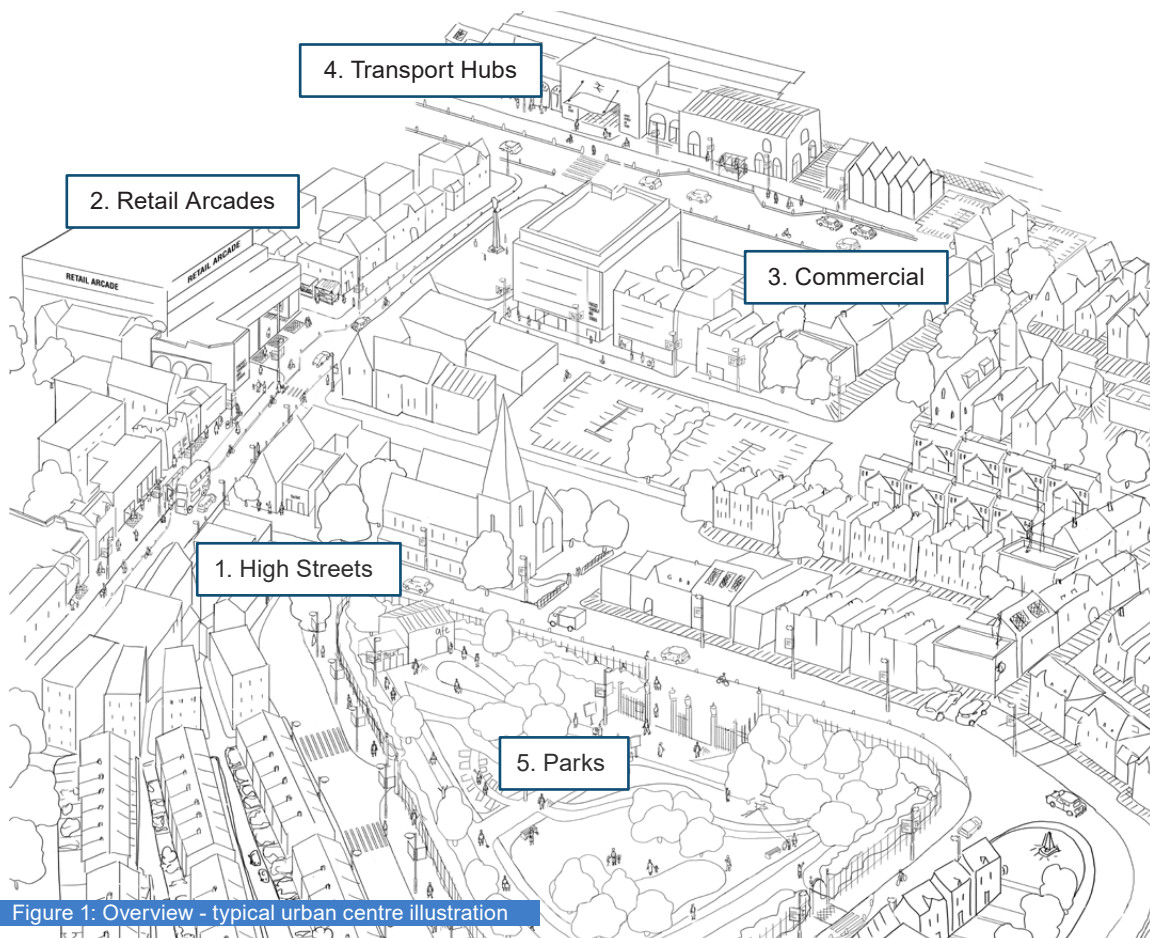 4. Transport Hubs
2. Retail Arcades
RETAIL ARCADE
RETAIL ARCADE
3. Commercial
1. High Streets
5. Parks
Figure 1: Overview - typical urban centre illustration